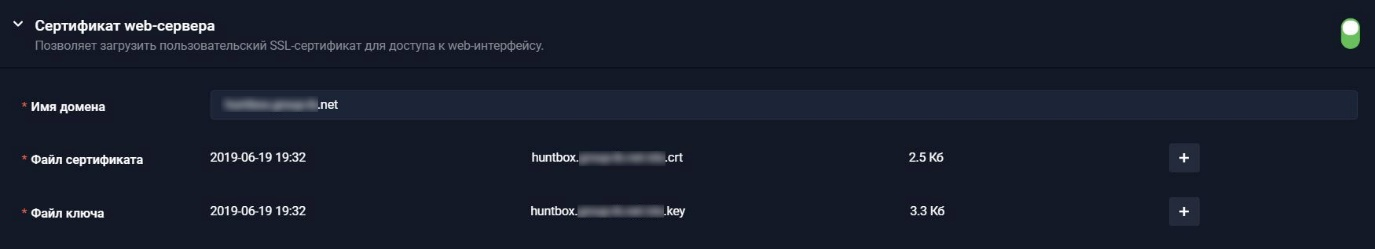 Сертификат web-сервера
Позволяет загрузить пользовательский SSL-сертификат для доступа к web-интерфейсу.
* Имя домена .net
* Файл сертификата 2019-06-19 19:32 huntbox. .crt 2.5 Кб +
* Файл ключа 2019-06-19 19:32 huntbox. .key 3.3 Кб +